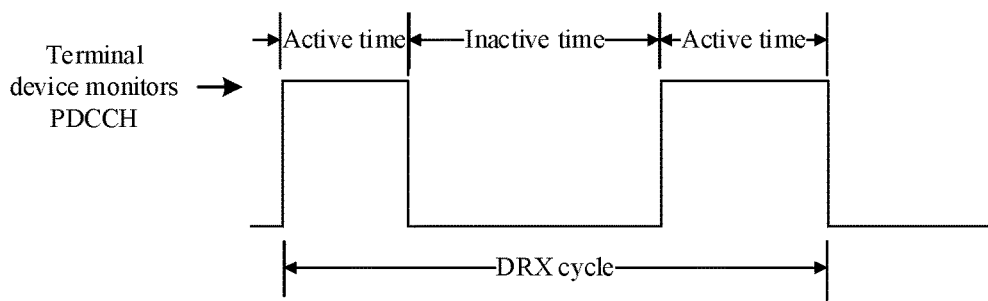 Active time
Inactive time
Active time
Terminal
device monitors
PDCCH
DRX cycle